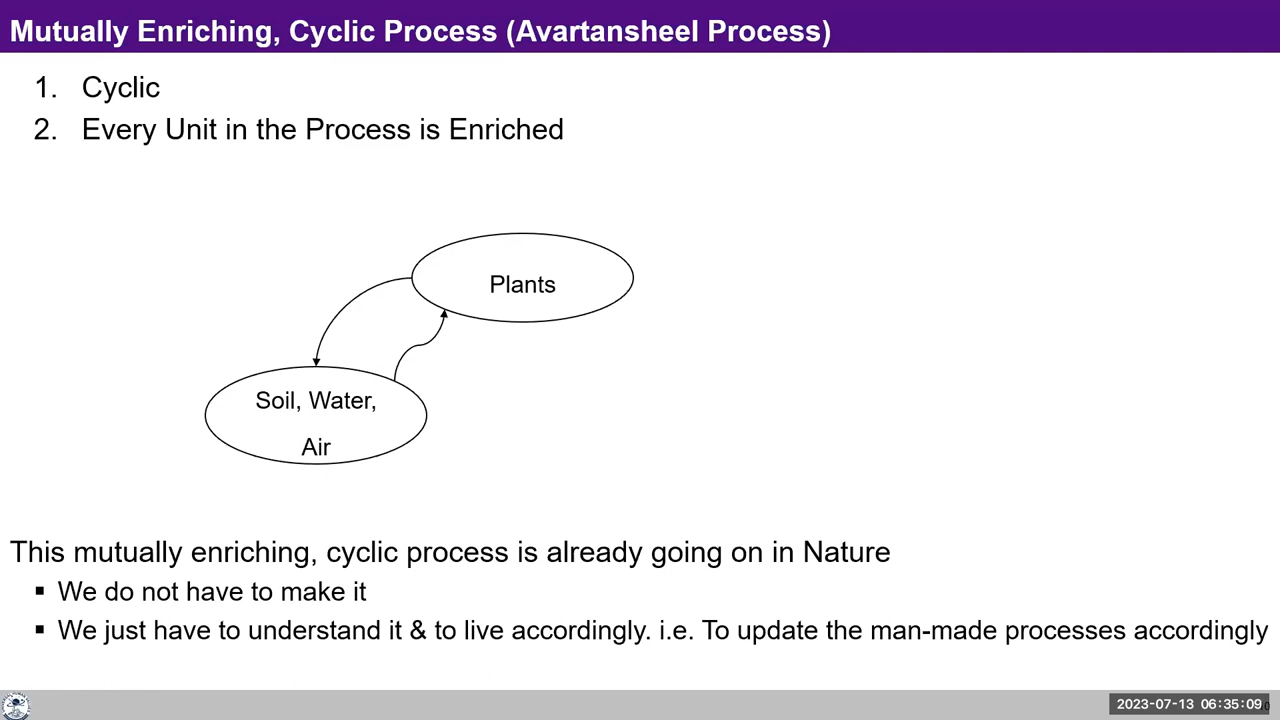 Mutually Enriching, Cyclic Process (Avartansheel Process)
1. Cyclic
2. Every Unit in the Process is Enriched
Plants
Soil, Water,
Air
This mutually enriching, cyclic process is already going on in Nature
▪ We do not have to make it
▪ We just have to understand it & to live accordingly. i.e. To update the man-made processes accordingly
2023-07-13 06:35:09